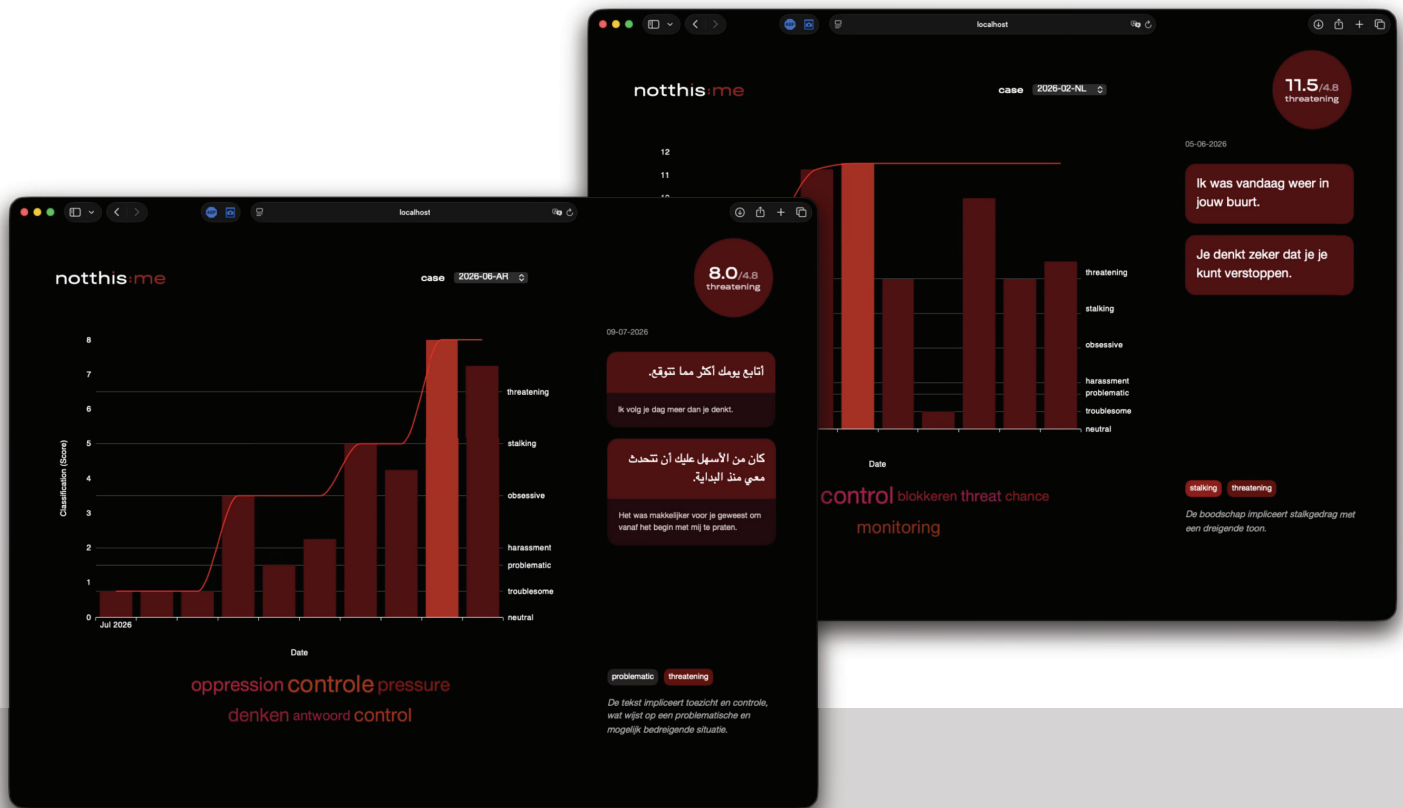 localhost
notthis:me
case 2026-02-NL
11.5/4.8
threatening
05-06-2026
12
11
Ik was vandaag weer in
jouw buurt.
Je denkt zeker dat je je
kunt verstoppen.
threatening
stalking
obsessive
harassment
problematic
troublesome
neutral
Date
control blokkeren threat chance
monitoring
stalking threatening
De boodschap impliceert stalkgedrag met
een dreigende toon.
localhost
notthis:me
case 2026-06-AR
8.0/4.8
threatening
09-07-2026
8
7
6
5
4
3
2
1
0
Classification (Score)
Jul 2026
threatening
stalking
obsessive
harassment
problematic
troublesome
neutral
Date
أتابع يومك أكثر مما تتوقع.
Ik volg je dag meer dan je denkt.
كان من الأسهل عليك أن تتحدث
معي منذ البداية.
Het was makkelijker voor je geweest om
vanaf het begin met mij te praten.
oppression controle pressure
denken antwoord control
problematic threatening
De tekst impliceert toezicht en controle,
wat wijst op een problematische en
mogelijk bedreigende situatie.